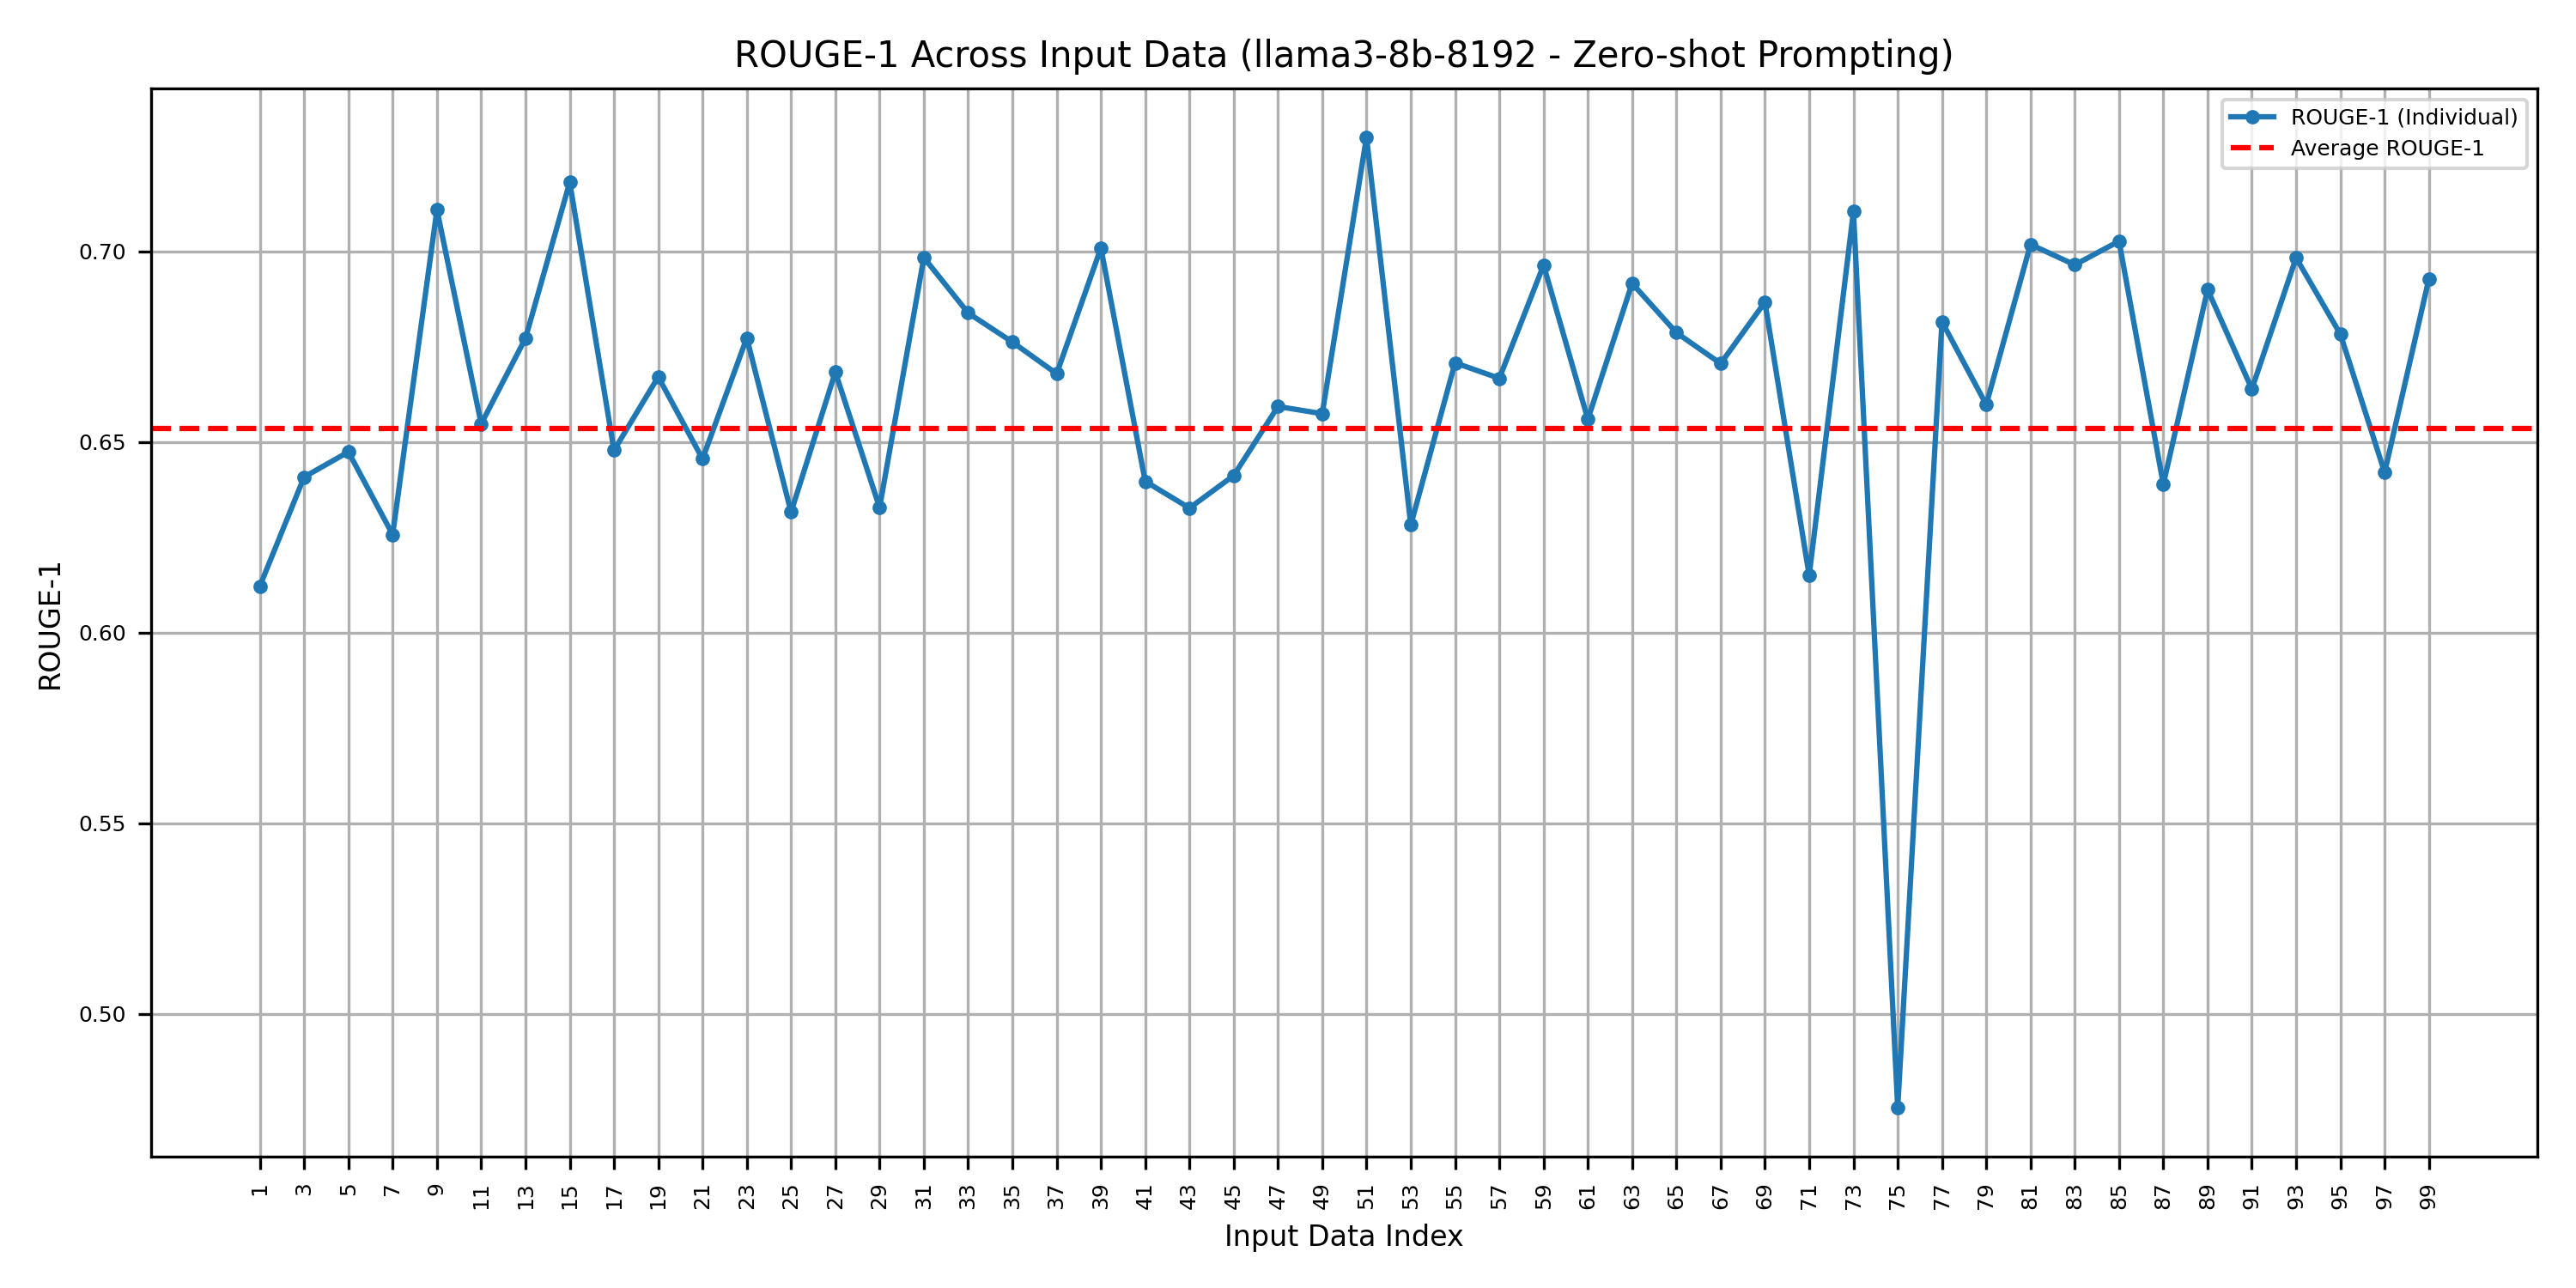 ROUGE-1 Across Input Data (llama3-8b-8192 - Zero-shot Prompting)
ROUGE-1 (Individual)
Average ROUGE-1
ROUGE-1
0.70
0.65
0.60
0.55
0.50
1 3 5 7 9 11 13 15 17 19 21 23 25 27 29 31 33 35 37 39 41 43 45 47 49 51 53 55 57 59 61 63 65 67 69 71 73 75 77 79 81 83 85 87 89 91 93 95 97 99
Input Data Index